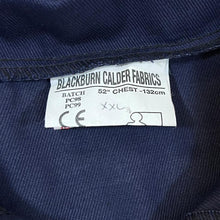 BLACKBURN CALDER FABRICS
52" CHEST - 132cm
BATCH
PC98
PC99
XXL
CE